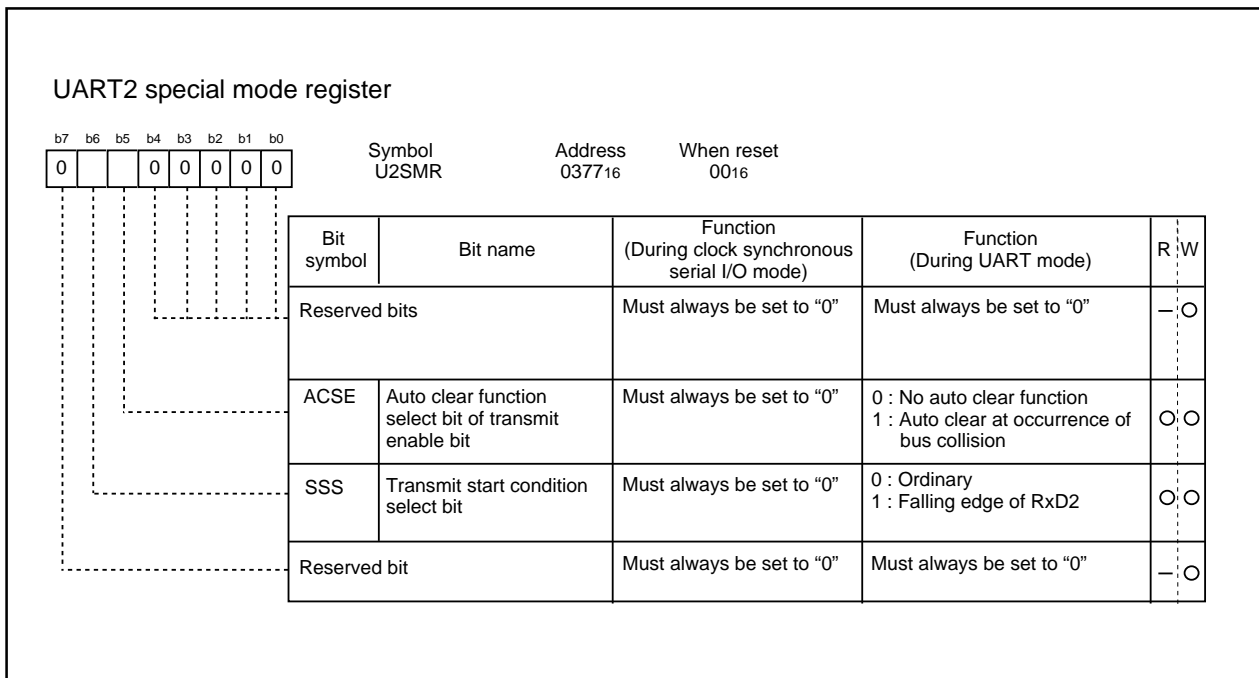 UART2 special mode register
b7 b6 b5 b4 b3 b2 b1 b0
0 0 0 0 0 0
Symbol Address When reset
U2SMR 037716 0016
Bit symbol Bit name Function (During clock synchronous serial I/O mode) Function (During UART mode) R W
Reserved bits Must always be set to “0” Must always be set to “0” – O
ACSE Auto clear function select bit of transmit enable bit Must always be set to “0” 0 : No auto clear function
1 : Auto clear at occurrence of bus collision O O
SSS Transmit start condition select bit Must always be set to “0” 0 : Ordinary
1 : Falling edge of RxD2 O O
Reserved bit Must always be set to “0” Must always be set to “0” – O